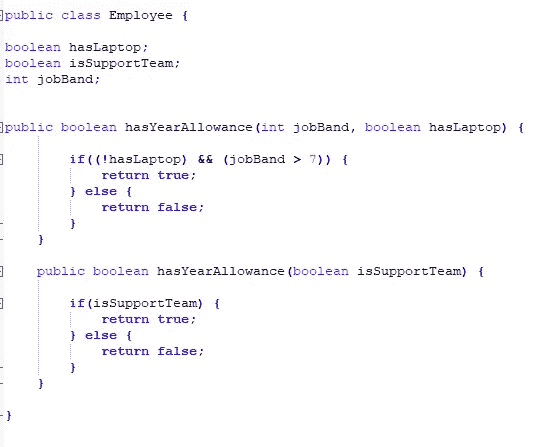 public class Employee {
boolean hasLaptop;
boolean isSupportTeam;
int jobBand;
public boolean hasYearAllowance(int jobBand, boolean hasLaptop) {
if((!hasLaptop) && (jobBand > 7)) {
return true;
} else {
return false;
}
}
public boolean hasYearAllowance(boolean isSupportTeam) {
if(isSupportTeam) {
return true;
} else {
return false;
}
}
}